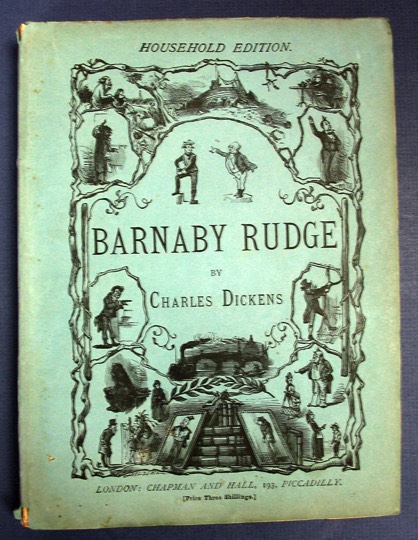 HOUSEHOLD EDITION.
BARNABY RUDGE
BY
CHARLES DICKENS
LONDON: CHAPMAN AND HALL, 193, PICCADILLY.
[Price Three Shillings.]